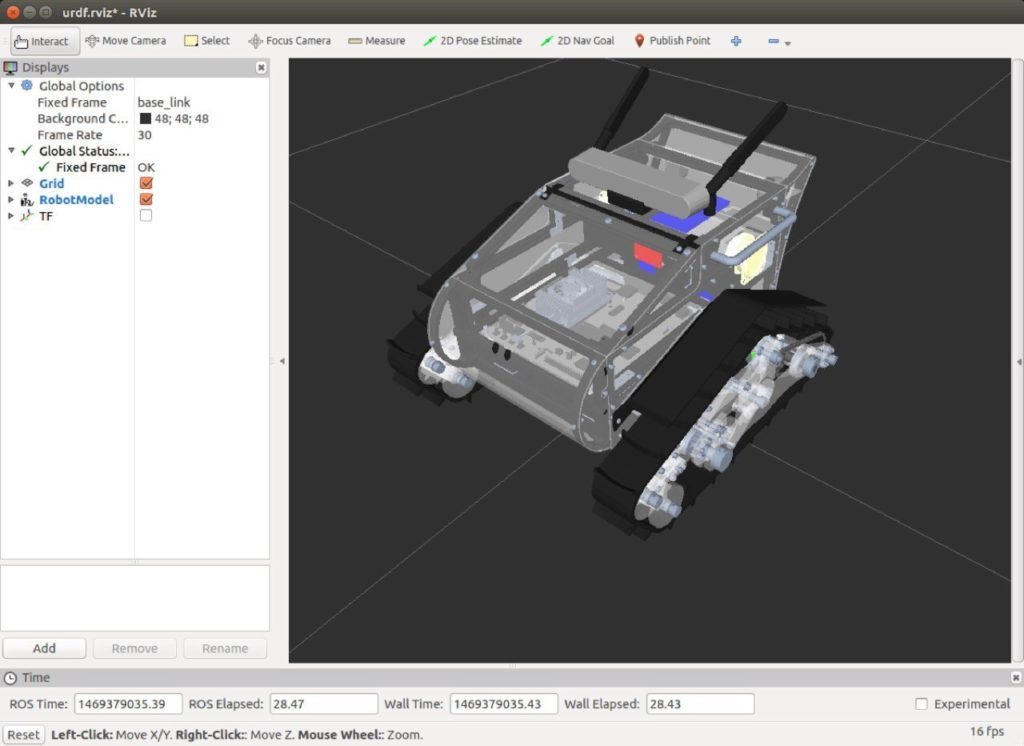 urdf.rviz* - RViz
Interact Move Camera Select Focus Camera Measure 2D Pose Estimate 2D Nav Goal Publish Point
Displays
Global Options
Fixed Frame base_link
Background C... 48; 48; 48
Frame Rate 30
Global Status:...
Fixed Frame OK
Grid
RobotModel
TF
Add Remove Rename
Time
ROS Time: 1469379035.39 ROS Elapsed: 28.47 Wall Time: 1469379035.43 Wall Elapsed: 28.43 Experimental
Reset Left-Click: Move X/Y. Right-Click:: Move Z. Mouse Wheel:: Zoom. 16 fps